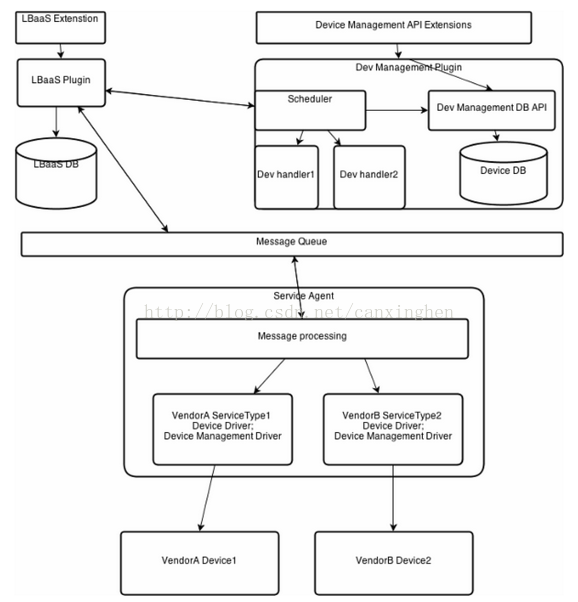 LBaaS Extenstion
Device Management API Extensions
LBaaS Plugin
Dev Management Plugin
Scheduler
Dev Management DB API
LBaaS DB
Dev handler1
Dev handler2
Device DB
Message Queue
Service Agent
http://blog.csdn.net/canxinghen
Message processing
VendorA ServiceType1
Device Driver;
Device Management Driver
VendorB ServiceType2
Device Driver;
Device Management Driver
VendorA Device1
VendorB Device2